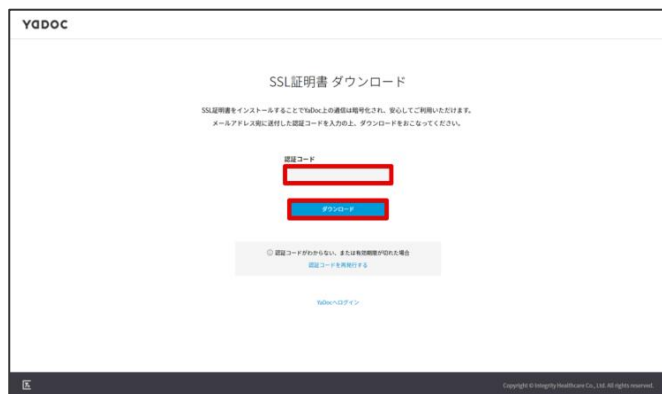 YaDOC
SSL証明書 ダウンロード
SSL証明書をインストールすることでYaDoc上の通信は暗号化され、安心してご利用いただけます。
メールアドレス宛に送付した認証コードを入力の上、ダウンロードをおこなってください。
認証コード
ダウンロード
認証コードがわからない、または有効期限が切れた場合
認証コードを再発行する
YaDocへログイン
Copyright © Integrity Healthcare Co., Ltd. All rights reserved.